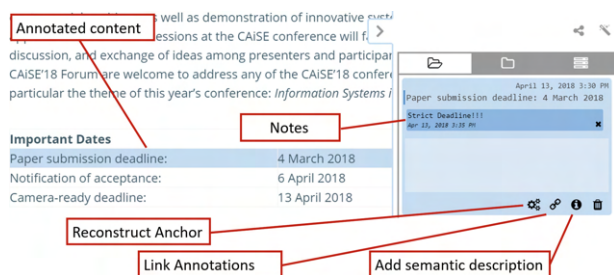 well as demonstration of innovative syst
Annotated content
essions at the CAiSE conference will f
discussion, and exchange of ideas among presenters and participan
CAiSE'18 Forum are welcome to address any of the CAiSE'18 confere
particular the theme of this year's conference: Information Systems i
Important Dates
Paper submission deadline: 4 March 2018
Notification of acceptance: 6 April 2018
Camera-ready deadline: 13 April 2018
April 13, 2018 3:30 PM
Paper submission deadline: 4 March 2018
Notes
Strict Deadline!!!
Apr 13, 2018 3:35 PM
Reconstruct Anchor
Link Annotations
Add semantic description